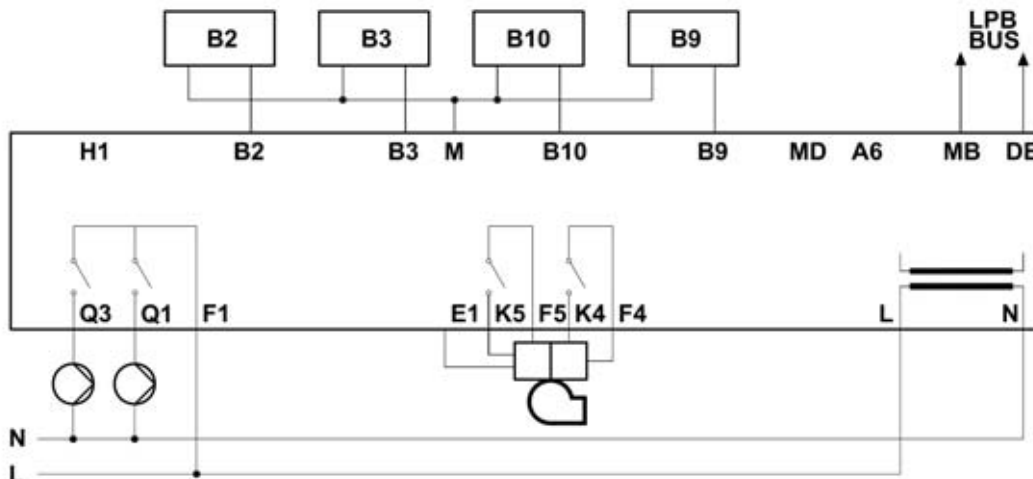 LPB
BUS
B2 B3 B10 B9
H1 B2 B3 M B10 B9 MD A6 MB DB
Q3 Q1 F1 E1 K5 F5 K4 F4 L N
N
L